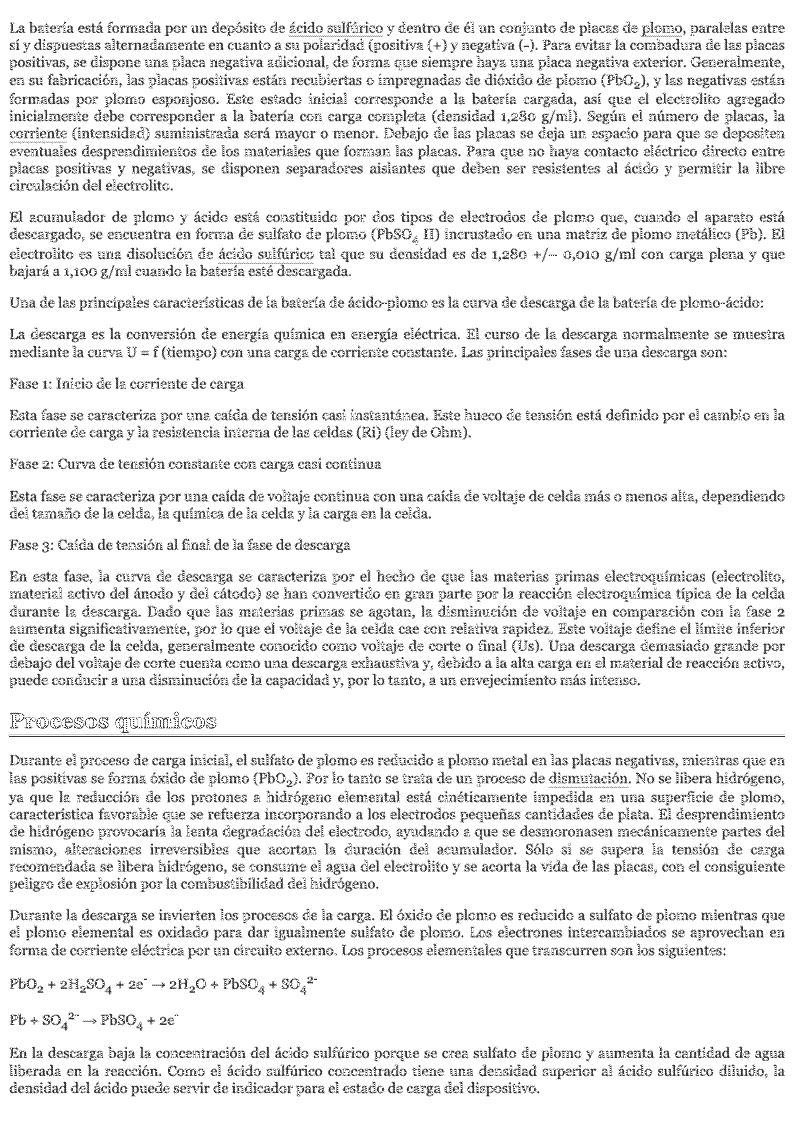 La batería está formada por un depósito de ácido sulfúrico y dentro de él un conjunto de placas de plomo, paralelas entre
sí y dispuestas alternadamente en cuanto a su polaridad (positiva (+) y negativa (-). Para evitar la combadura de las placas
positivas, se dispone una placa negativa adicional, de forma que siempre haya una placa negativa exterior. Generalmente,
en su fabricación, las placas positivas están recubiertas o impregnadas de dióxido de plomo (PbO₂), y las negativas están
formadas por plomo esponjoso. Este estado inicial corresponde a la batería cargada, así que el electrolito agregado
inicialmente debe corresponder a la batería con carga completa (densidad 1,280 g/ml). Según el número de placas, la
corriente (intensidad) suministrada será mayor o menor. Debajo de las placas se deja un espacio para que se depositen
eventuales desprendimientos de los materiales que forman las placas. Para que no haya contacto eléctrico directo entre
placas positivas y negativas, se disponen separadores aislantes que deben ser resistentes al ácido y permitir la libre
circulación del electrolito.
El acumulador de plomo y ácido está constituido por dos tipos de electrodos de plomo que, cuando el aparato está
descargado, se encuentra en forma de sulfato de plomo (PbSO₄ II) incrustado en una matriz de plomo metálico (Pb). El
electrolito es una disolución de ácido sulfúrico tal que su densidad es de 1,280 +/– 0,010 g/ml con carga plena y que
bajará a 1,100 g/ml cuando la batería esté descargada.
Una de las principales características de la batería de ácido-plomo es la curva de descarga de la batería de plomo-ácido:
La descarga es la conversión de energía química en energía eléctrica. El curso de la descarga normalmente se muestra
mediante la curva U = f (tiempo) con una carga de corriente constante. Las principales fases de una descarga son:
Fase 1: Inicio de la corriente de carga
Esta fase se caracteriza por una caída de tensión casi instantánea. Este hueco de tensión está definido por el cambio en la
corriente de carga y la resistencia interna de las celdas (Ri) (ley de Ohm).
Fase 2: Curva de tensión constante con carga casi continua
Esta fase se caracteriza por una caída de voltaje continua con una caída de voltaje de celda más o menos alta, dependiendo
del tamaño de la celda, la química de la celda y la carga en la celda.
Fase 3: Caída de tensión al final de la fase de descarga
En esta fase, la curva de descarga se caracteriza por el hecho de que las materias primas electroquímicas (electrolito,
material activo del ánodo y del cátodo) se han convertido en gran parte por la reacción electroquímica típica de la celda
durante la descarga. Dado que las materias primas se agotan, la disminución de voltaje en comparación con la fase 2
aumenta significativamente, por lo que el voltaje de la celda cae con relativa rapidez. Este voltaje define el límite inferior
de descarga de la celda, generalmente conocido como voltaje de corte o final (Us). Una descarga demasiado grande por
debajo del voltaje de corte cuenta como una descarga exhaustiva y, debido a la alta carga en el material de reacción activo,
puede conducir a una disminución de la capacidad y, por lo tanto, a un envejecimiento más intenso.
Procesos químicos
Durante el proceso de carga inicial, el sulfato de plomo es reducido a plomo metal en las placas negativas, mientras que en
las positivas se forma óxido de plomo (PbO₂). Por lo tanto se trata de un proceso de dismutación. No se libera hidrógeno,
ya que la reducción de los protones a hidrógeno elemental está cinéticamente impedida en una superficie de plomo,
característica favorable que se refuerza incorporando a los electrodos pequeñas cantidades de plata. El desprendimiento
de hidrógeno provocaría la lenta degradación del electrodo, ayudando a que se desmoronasen mecánicamente partes del
mismo, alteraciones irreversibles que acortan la duración del acumulador. Sólo si se supera la tensión de carga
recomendada se libera hidrógeno, se consume el agua del electrolito y se acorta la vida de las placas, con el consiguiente
peligro de explosión por la combustibilidad del hidrógeno.
Durante la descarga se invierten los procesos de la carga. El óxido de plomo es reducido a sulfato de plomo mientras que
el plomo elemental es oxidado para dar igualmente sulfato de plomo. Los electrones intercambiados se aprovechan en
forma de corriente eléctrica por un circuito externo. Los procesos elementales que transcurren son los siguientes:
PbO₂ + 2H₂SO₄ + 2e⁻ → 2H₂O + PbSO₄ + SO₄²⁻
Pb + SO₄²⁻ → PbSO₄ + 2e⁻
En la descarga baja la concentración del ácido sulfúrico porque se crea sulfato de plomo y aumenta la cantidad de agua
liberada en la reacción. Como el ácido sulfúrico concentrado tiene una densidad superior al ácido sulfúrico diluido, la
densidad del ácido puede servir de indicador para el estado de carga del dispositivo.